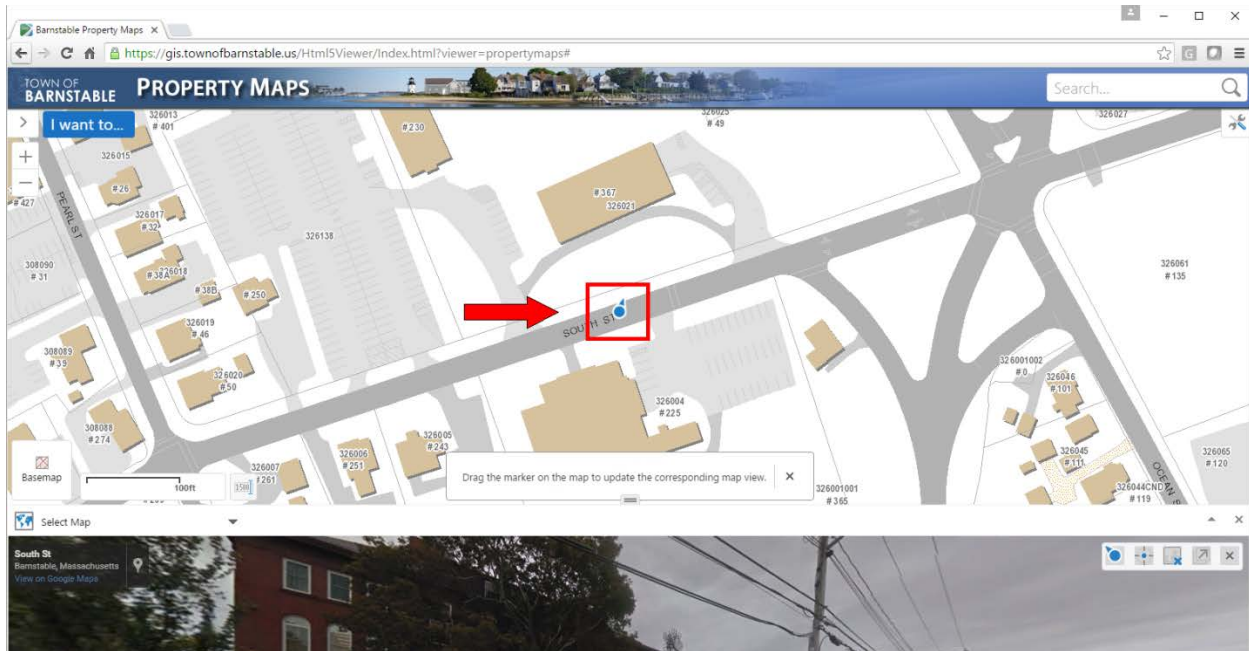 Barnstable Property Maps
https://gis.townofbarnstable.us/Html5Viewer/Index.html?viewer=propertymaps#
TOWN OF
BARNSTABLE
PROPERTY MAPS
Search...
I want to...
326013
# 401
#230
326025
# 49
326027
326015
# 26
# 427
PEARL ST
326017
# 32
# 367
326021
326138
308090
# 31
326018
# 38A
# 38B
# 250
326061
# 135
326019
# 46
SOUTH ST
308089
# 39
326020
# 50
326001002
# 0
326046
# 101
326004
# 225
308088
# 274
326005
# 243
326006
# 251
326007
# 261
326045
# 111
326065
# 120
OCEAN S
326044CND
# 119
326001001
# 365
Basemap
100ft
Drag the marker on the map to update the corresponding map view.
Select Map
South St
Barnstable, Massachusetts
View on Google Maps